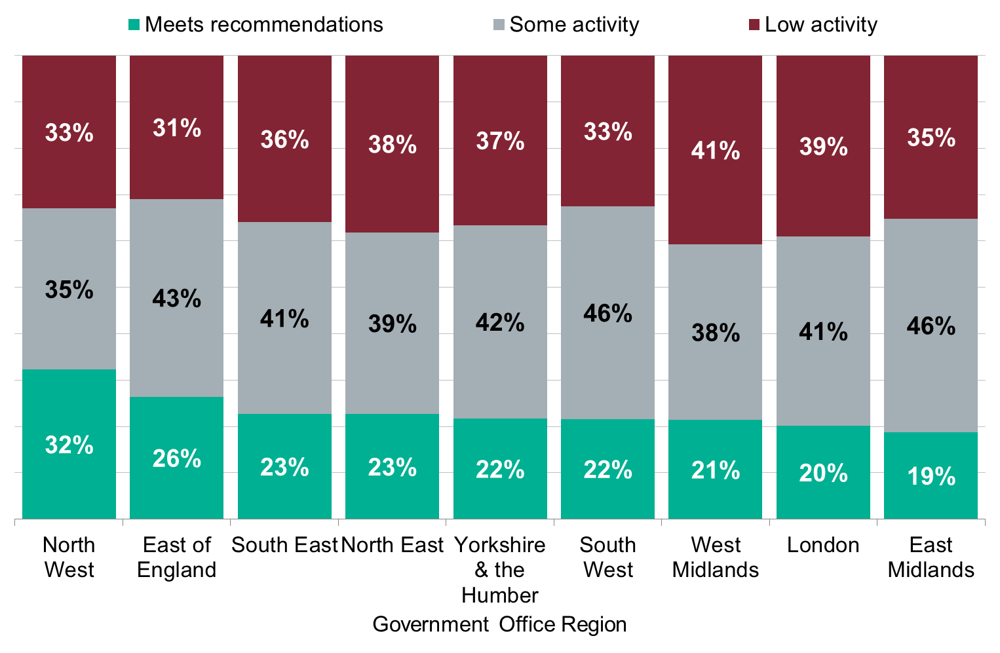 Meets recommendations Some activity Low activity
33% 31% 36% 38% 37% 33% 41% 39% 35%
35% 43% 41% 39% 42% 46% 38% 41% 46%
32% 26% 23% 23% 22% 22% 21% 20% 19%
North East of South East North East Yorkshire South West London East
West England & the West Midlands Midlands
Humber
Government Office Region